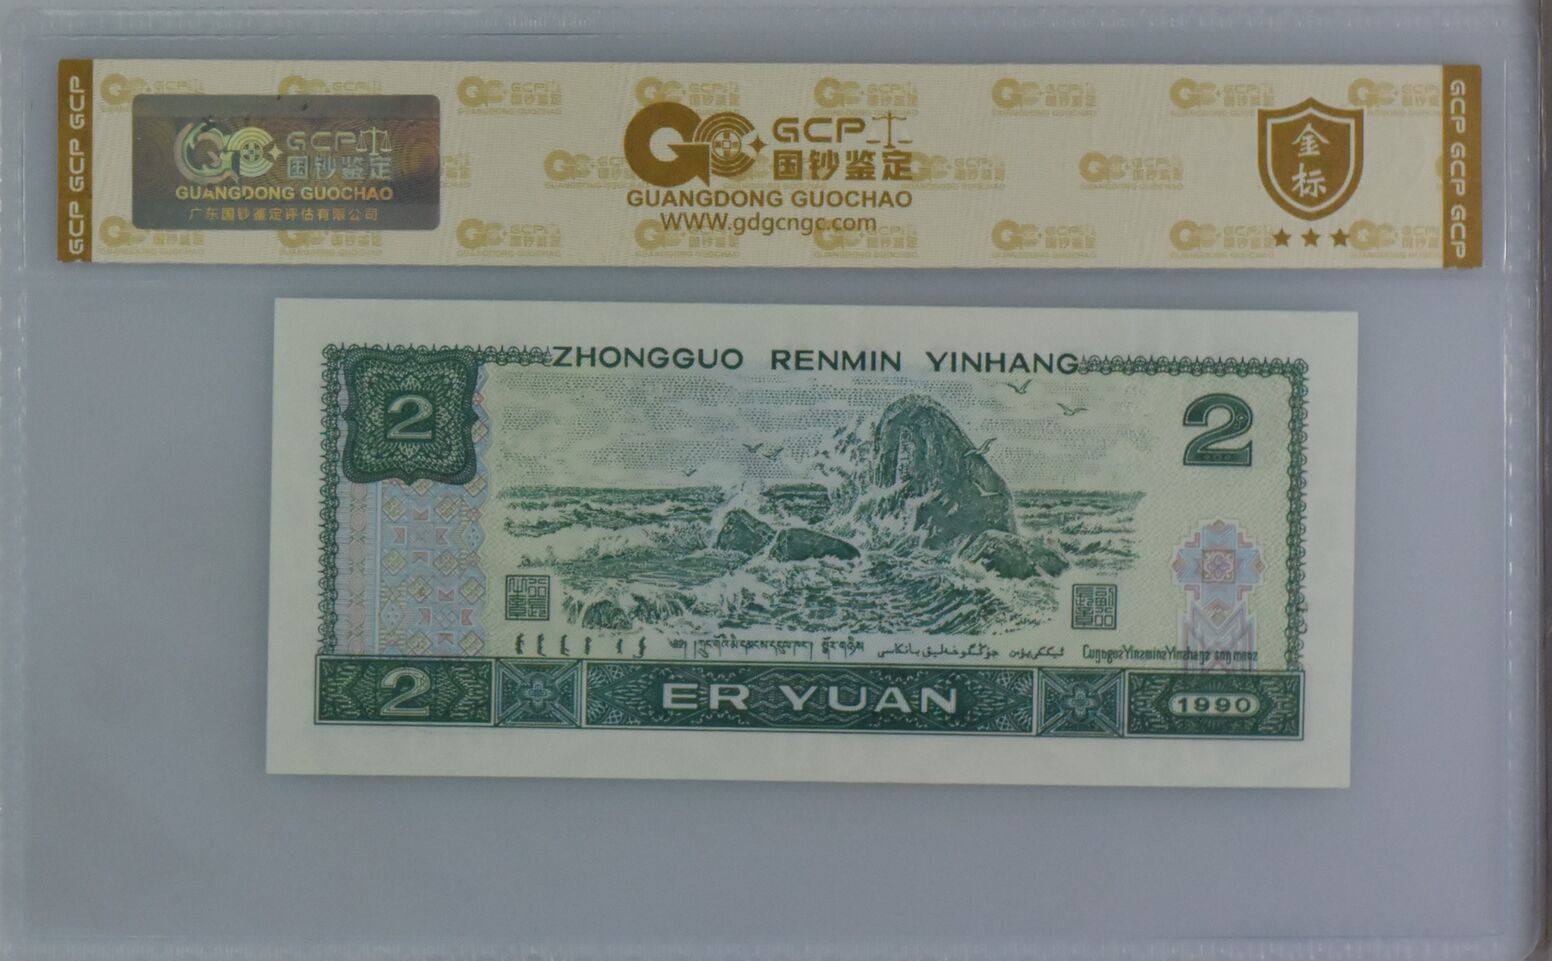 GCP GCP GCP
GCP
国钞鉴定
GUANGDONG GUOCHAO
广东国钞鉴定评估有限公司
GCP
国钞鉴定
GUANGDONG GUOCHAO
WWW.gdgcngc.com
金标
GCP GCP GCP
ZHONGGUO RENMIN YINHANG
2
2
2
ER YUAN
1990